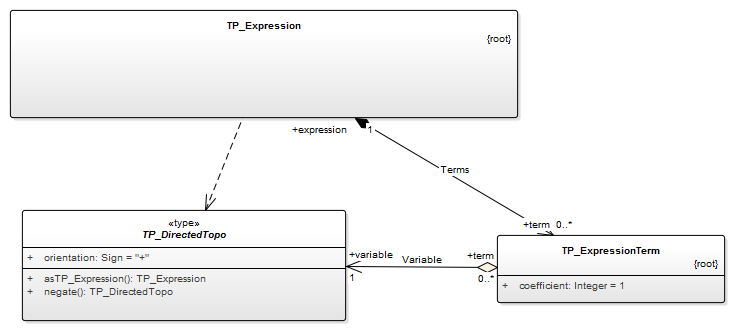 TP_Expression
{root}
+expression
1
Terms
+term 0..*
«type»
TP_DirectedTopo
+ orientation: Sign = "+"
+ asTP_Expression(): TP_Expression
+ negate(): TP_DirectedTopo
+variable
1
Variable
+term
0..*
TP_ExpressionTerm
{root}
+ coefficient: Integer = 1